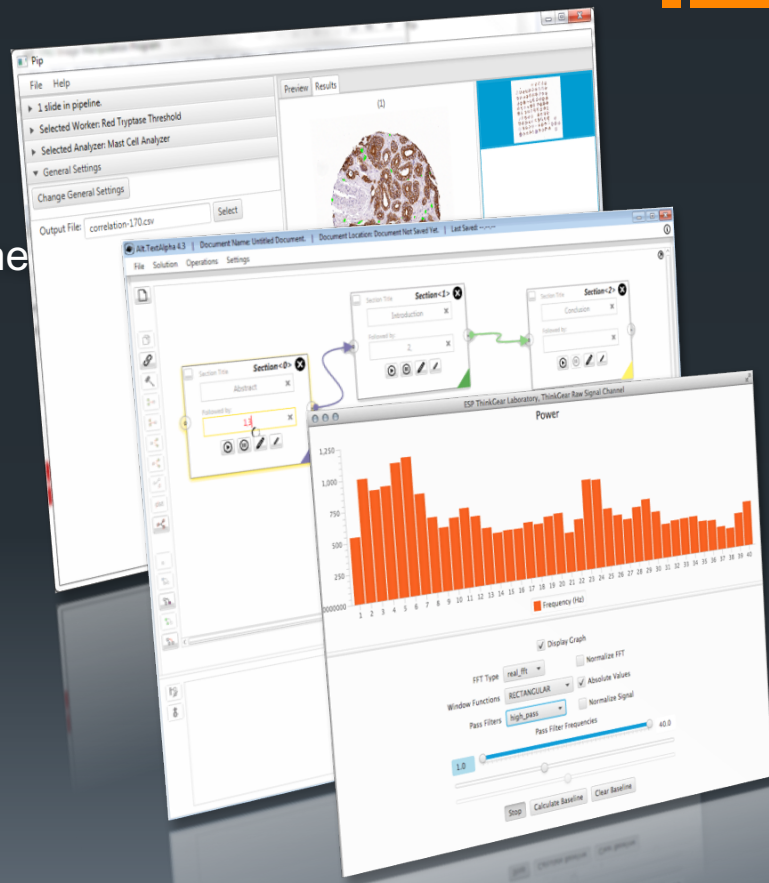 ne
Pip
File Help
1 slide in pipeline.
Selected Worker: Red Tryptase Threshold
Selected Analyzer: Mast Cell Analyzer
General Settings
Change General Settings
Output File: correlation-170.csv Select
Preview Results
(1)
Alt.TextAlpha 4.3 | Document Name: Untitled Document. | Document Location: Document Not Saved Yet. | Last Saved: --.--.--
File Solution Operations Settings
Section Title Section<0>
Abstract
Followed by
13
Section Title Section<1>
Introduction
Followed by
2
Section Title Section<2>
Conclusion
Followed by
ESP ThinkGear Laboratory, ThinkGear Raw Signal Channel
Power
1,250
1,000
750
500
250
0000000
1 2 3 4 5 6 7 8 9 10 11 12 13 14 15 16 17 18 19 20 21 22 23 24 25 26 27 28 29 30 31 32 33 34 35 36 37 38 39 40
Frequency (Hz)
Display Graph
FFT Type real_fft Normalize FFT
Window Functions RECTANGULAR Absolute Values
Pass Filters high_pass Normalize Signal
Pass Filter Frequencies
1.0 40.0
Stop Calculate Baseline Clear Baseline